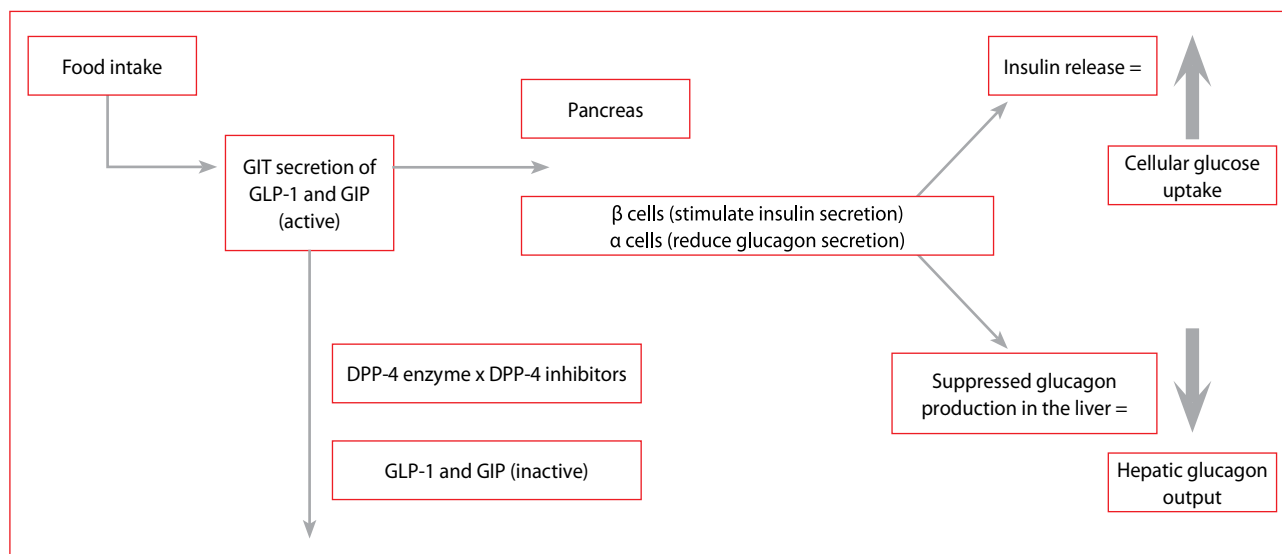 Food intake
GIT secretion of
GLP-1 and GIP
(active)
Pancreas
β cells (stimulate insulin secretion)
α cells (reduce glucagon secretion)
Insulin release =
Cellular glucose
uptake
DPP-4 enzyme x DPP-4 inhibitors
GLP-1 and GIP (inactive)
Suppressed glucagon
production in the liver =
Hepatic glucagon
output